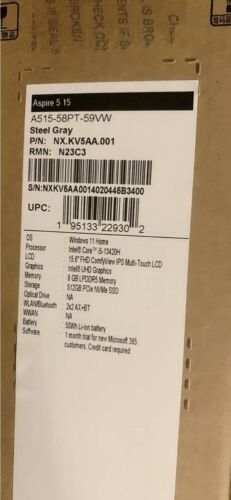 Aspire 5 15
A515-58PT-59VW
Steel Gray
P/N: NX.KV5AA.001
RMN: N23C3
S/N:NXKV5AA0014020445B3400
UPC:
1 95133 22930 2
OS Windows 11 Home
Processor Intel® Core™ i5-13420H
LCD 15.6" FHD ComfyView IPS Multi-Touch LCD
Graphics Intel® UHD Graphics
Memory 8 GB LPDDR5 Memory
Storage 512GB PCIe NVMe SSD
Optical Drive NA
WLAN/Bluetooth 2x2 AX+BT
WWAN NA
Battery 50Wh Li-ion battery
Software 1 month trial for new Microsoft 365
customers. Credit card required.